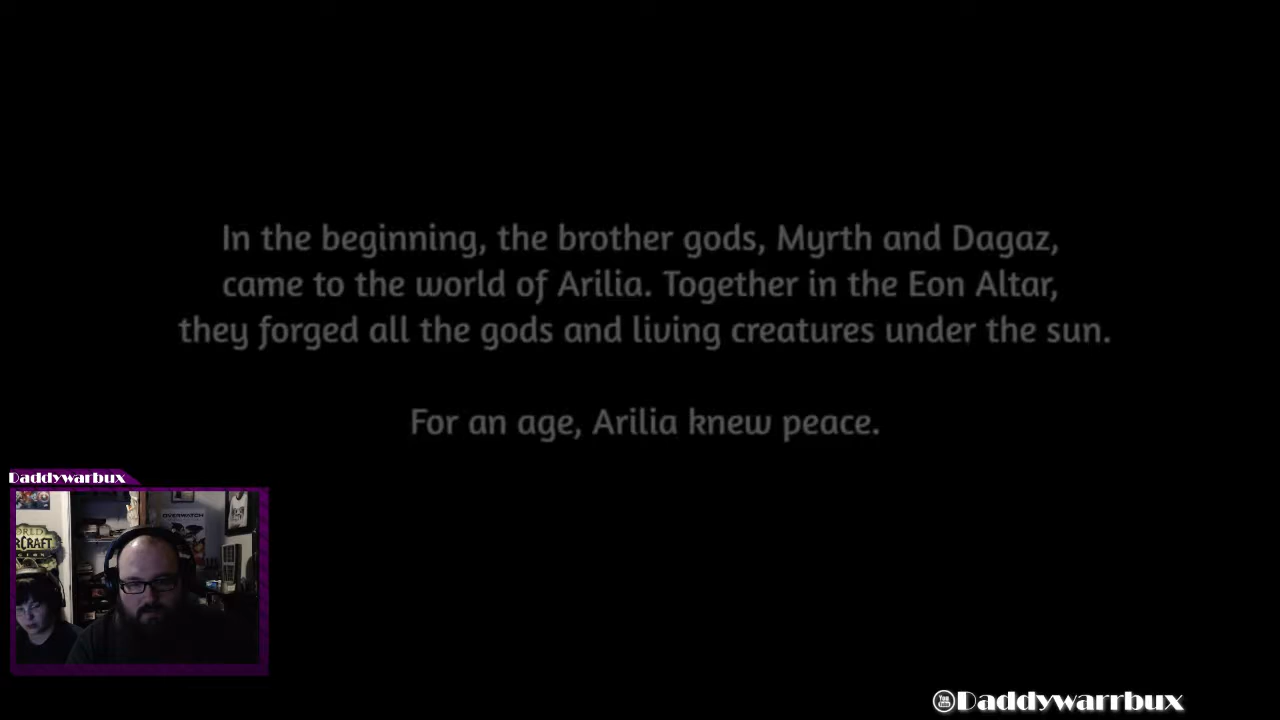 In the beginning, the brother gods, Myrth and Dagaz,
came to the world of Arilia. Together in the Eon Altar,
they forged all the gods and living creatures under the sun.
For an age, Arilia knew peace.
Daddywarbux
OVERWATCH
@Daddywarrbux